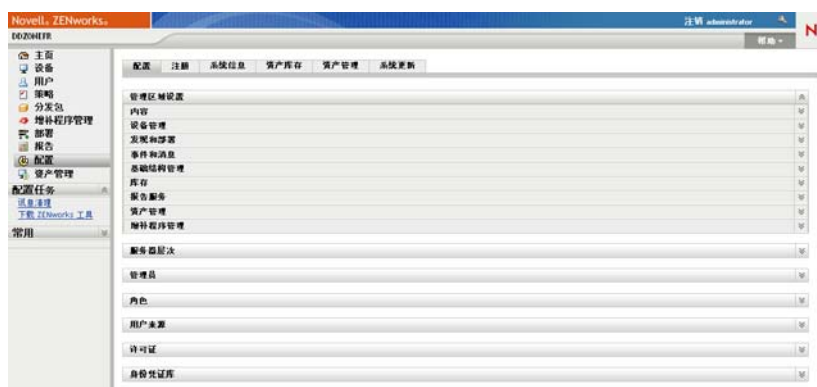 Novell® ZENworks®
注销 administrator
DDZONEFR
帮助
主页
设备
用户
策略
分发包
增补程序管理
部署
报告
配置
资产管理
配置任务
讯息清理
下载 ZENworks 工具
常用
配置 注册 系统信息 资产库存 资产管理 系统更新
管理区域设置
内容
设备管理
发现和部署
事件和消息
基础结构管理
库存
报告服务
资产管理
增补程序管理
服务器层次
管理员
角色
用户来源
许可证
身份凭证库
N